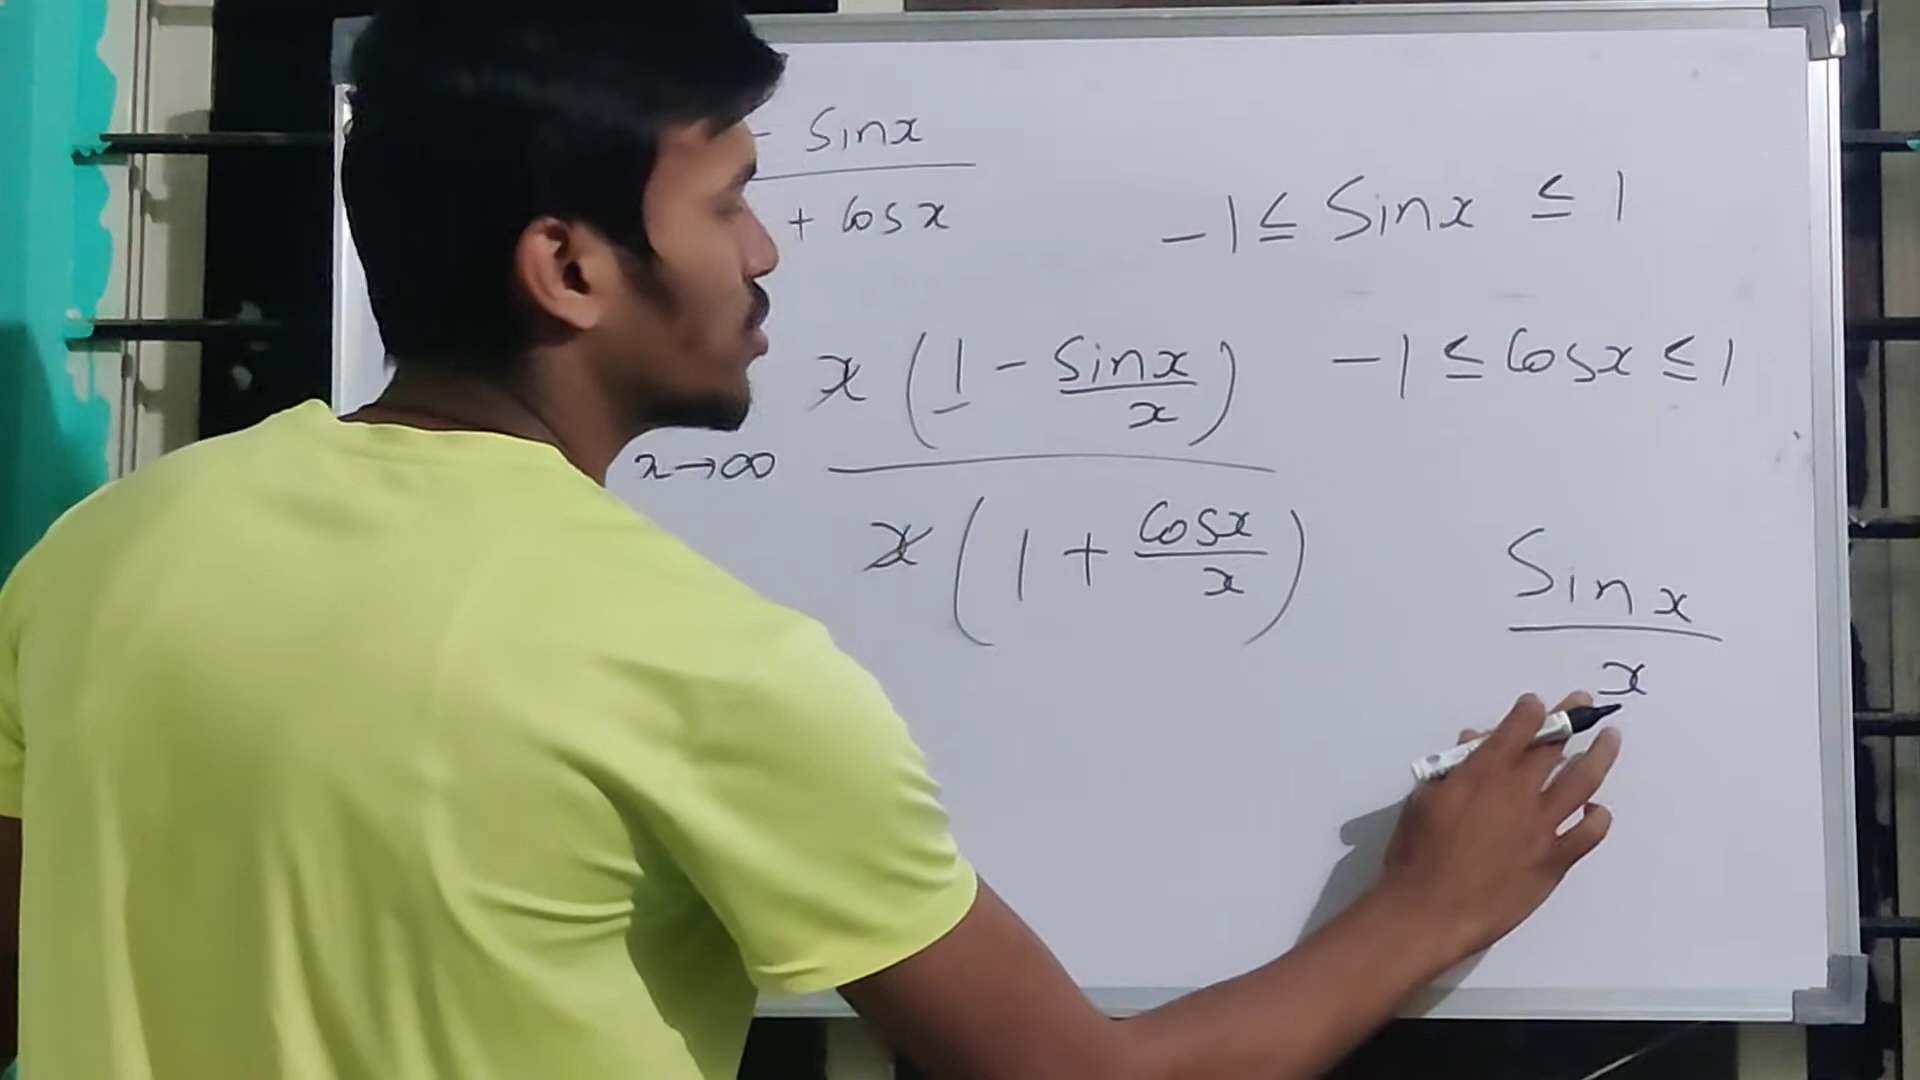 - Sinx
+ Cosx
-1 ≤ Sinx ≤ 1
x (1 - Sinx/x)
-1 ≤ Cosx ≤ 1
x→∞
x (1 + Cosx/x)
Sinx
x